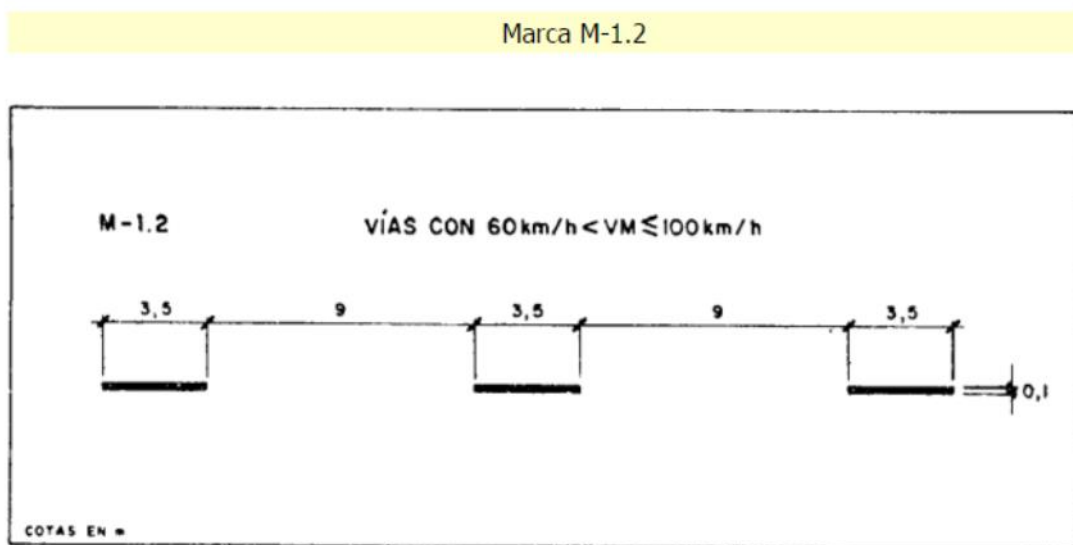 Marca M-1.2
M-1.2
VÍAS CON 60km/h<VM≤100km/h
3,5 9 3,5 9 3,5
0,1
COTAS EN m